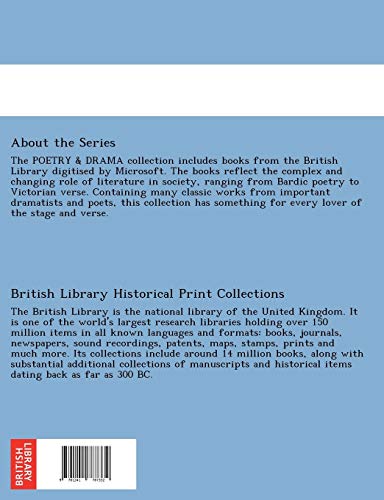 About the Series
The POETRY & DRAMA collection includes books from the British
Library digitised by Microsoft. The books reflect the complex and
changing role of literature in society, ranging from Bardic poetry to
Victorian verse. Containing many classic works from important
dramatists and poets, this collection has something for every lover of
the stage and verse.
British Library Historical Print Collections
The British Library is the national library of the United Kingdom. It
is one of the world's largest research libraries holding over 150
million items in all known languages and formats: books, journals,
newspapers, sound recordings, patents, maps, stamps, prints and
much more. Its collections include around 14 million books, along with
substantial additional collections of manuscripts and historical items
dating back as far as 300 BC.
BRITISH
LIBRARY